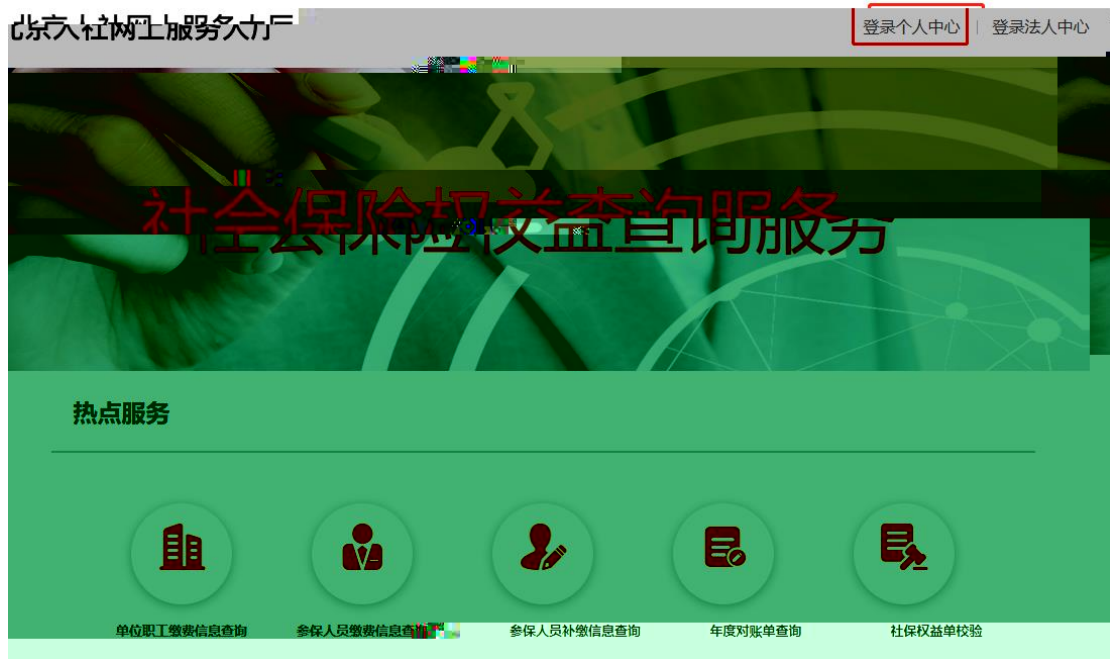 北京人社网上服务大厅
登录个人中心 | 登录法人中心
社会保险权益查询服务
热点服务
单位职工缴费信息查询 参保人员缴费信息查询 参保人员补缴信息查询 年度对账单查询 社保权益单校验